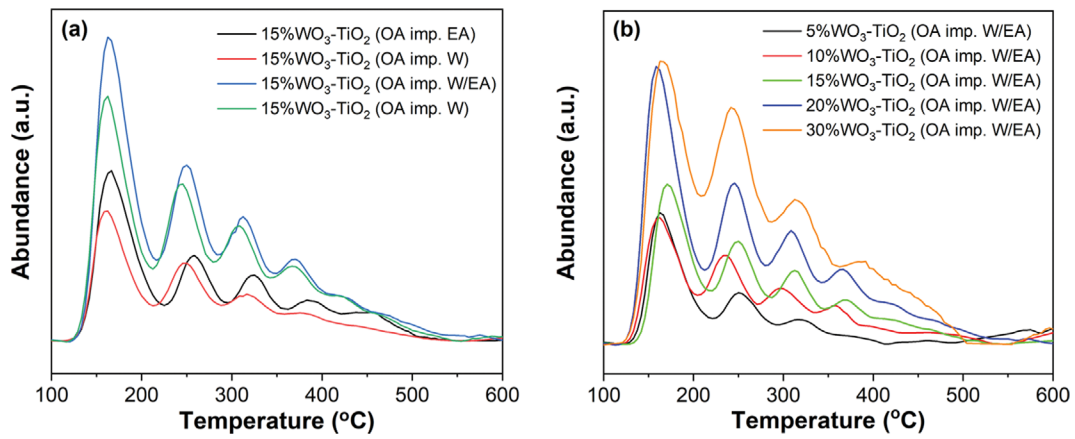 (a)
15%WO₃-TiO₂ (OA imp. EA)
15%WO₃-TiO₂ (OA imp. W)
15%WO₃-TiO₂ (OA imp. W/EA)
15%WO₃-TiO₂ (OA imp. W)
Abundance (a.u.)
100 200 300 400 500 600
Temperature (°C)
(b)
5%WO₃-TiO₂ (OA imp. W/EA)
10%WO₃-TiO₂ (OA imp. W/EA)
15%WO₃-TiO₂ (OA imp. W/EA)
20%WO₃-TiO₂ (OA imp. W/EA)
30%WO₃-TiO₂ (OA imp. W/EA)
Abundance (a.u.)
100 200 300 400 500 600
Temperature (°C)